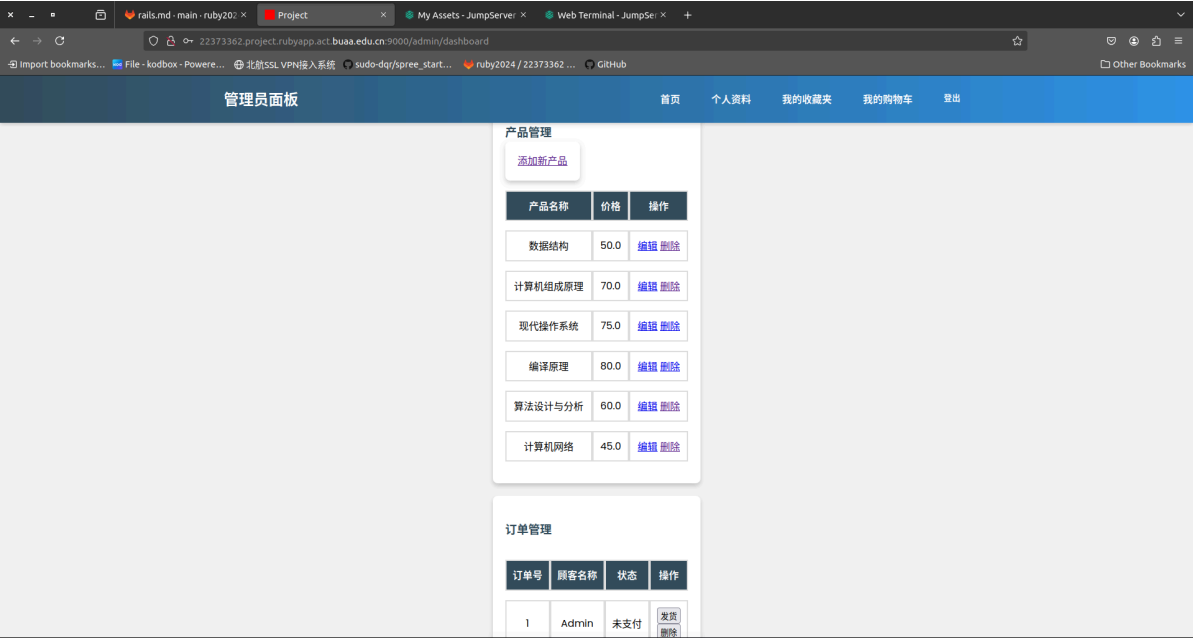 rails.md · main · ruby202
Project
My Assets - JumpServer
Web Terminal - JumpSer
22373362.project.rubyapp.act.buaa.edu.cn:9000/admin/dashboard
Import bookmarks...
File - kodbox - Powere...
北航SSL VPN接入系统
sudo-dqr/spree_start...
ruby2024 / 22373362 ...
GitHub
Other Bookmarks
管理员面板
首页 个人资料 我的收藏夹 我的购物车 登出
产品管理
添加新产品
产品名称 价格 操作
数据结构 50.0 编辑 删除
计算机组成原理 70.0 编辑 删除
现代操作系统 75.0 编辑 删除
编译原理 80.0 编辑 删除
算法设计与分析 60.0 编辑 删除
计算机网络 45.0 编辑 删除
订单管理
订单号 顾客名称 状态 操作
1 Admin 未支付 发货
删除